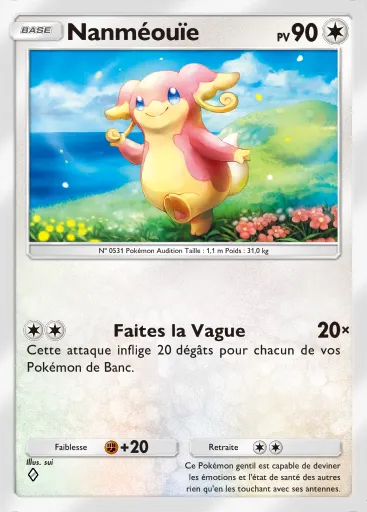 BASE Nanméouïe PV 90
N° 0531 Pokémon Audition Taille : 1,1 m Poids : 31,0 kg
Faites la Vague 20×
Cette attaque inflige 20 dégâts pour chacun de vos
Pokémon de Banc.
Faiblesse +20 Retraite
Illus. sui
Ce Pokémon gentil est capable de deviner
les émotions et l'état de santé des autres
rien qu'en les touchant avec ses antennes.